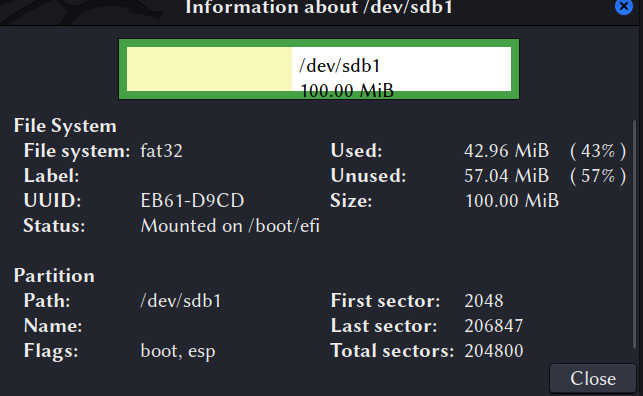 Information about /dev/sdb1
/dev/sdb1
100.00 MiB
File System
File system: fat32 Used: 42.96 MiB ( 43% )
Label: Unused: 57.04 MiB ( 57% )
UUID: EB61-D9CD Size: 100.00 MiB
Status: Mounted on /boot/efi
Partition
Path: /dev/sdb1 First sector: 2048
Name: Last sector: 206847
Flags: boot, esp Total sectors: 204800
Close